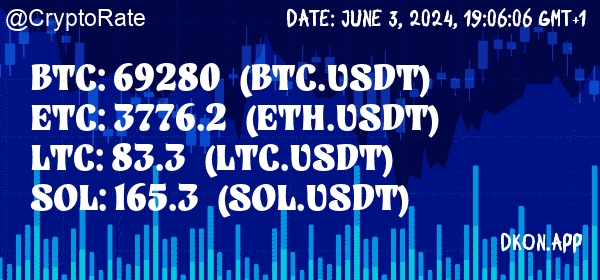 @CryptoRate
DATE: JUNE 3, 2024, 19:06:06 GMT+1
BTC: 69280 (BTC.USDT)
ETC: 3776.2 (ETH.USDT)
LTC: 83.3 (LTC.USDT)
SOL: 165.3 (SOL.USDT)
DKON.APP